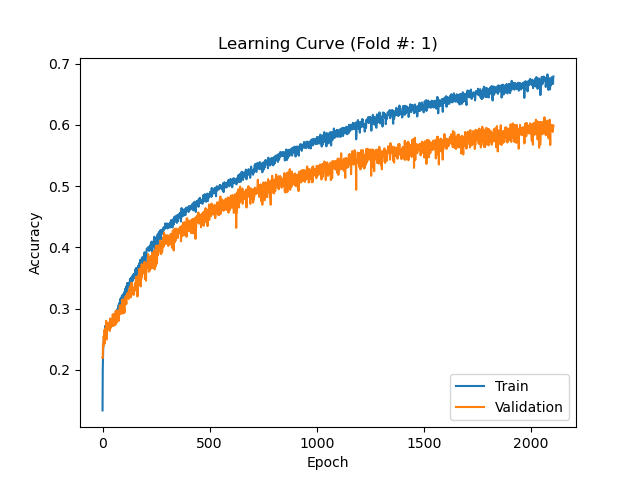 Learning Curve (Fold #: 1)
0.7
0.6
0.5
0.4
0.3
0.2
Accuracy
Train
Validation
0 500 1000 1500 2000
Epoch